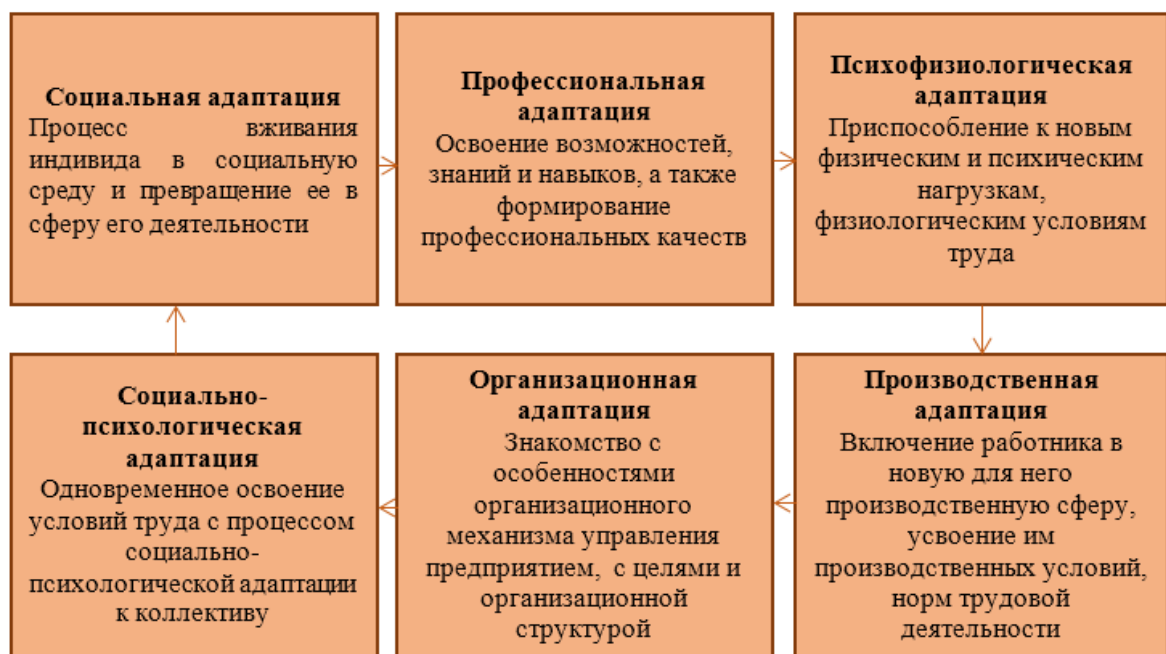 Социальная адаптация
Процесс вживания
индивида в социальную
среду и превращение ее в
сферу его деятельности
Профессиональная
адаптация
Освоение возможностей,
знаний и навыков, а также
формирование
профессиональных качеств
Психофизиологическая
адаптация
Приспособление к новым
физическим и психическим
нагрузкам,
физиологическим условиям
труда
Социально-
психологическая
адаптация
Одновременное освоение
условий труда с процессом
социально-
психологической адаптации
к коллективу
Организационная
адаптация
Знакомство с
особенностями
организационного
механизма управления
предприятием, с целями и
организационной
структурой
Производственная
адаптация
Включение работника в
новую для него
производственную сферу,
усвоение им
производственных условий,
норм трудовой
деятельности